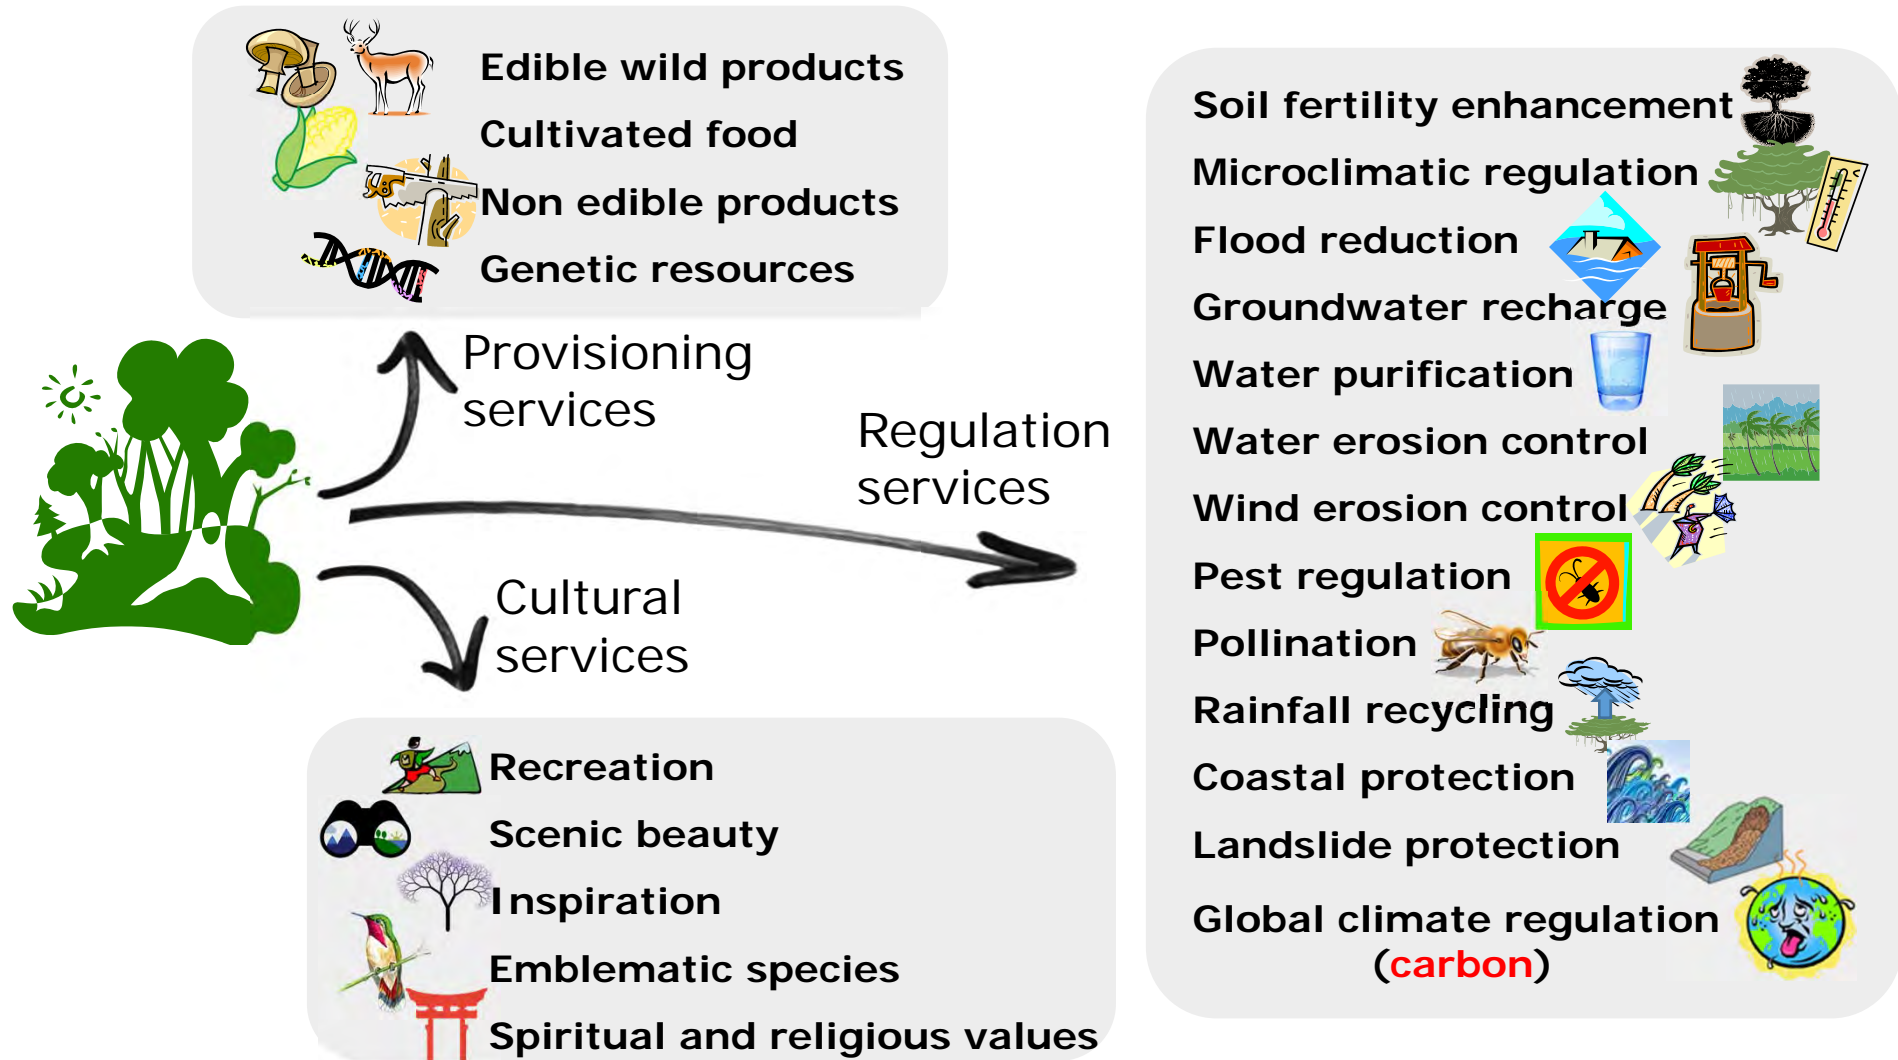 Edible wild products
Cultivated food
Non edible products
Genetic resources
Provisioning
services
Regulation
services
Cultural
services
Recreation
Scenic beauty
Inspiration
Emblematic species
Spiritual and religious values
Soil fertility enhancement
Microclimatic regulation
Flood reduction
Groundwater recharge
Water purification
Water erosion control
Wind erosion control
Pest regulation
Pollination
Rainfall recycling
Coastal protection
Landslide protection
Global climate regulation
(carbon)